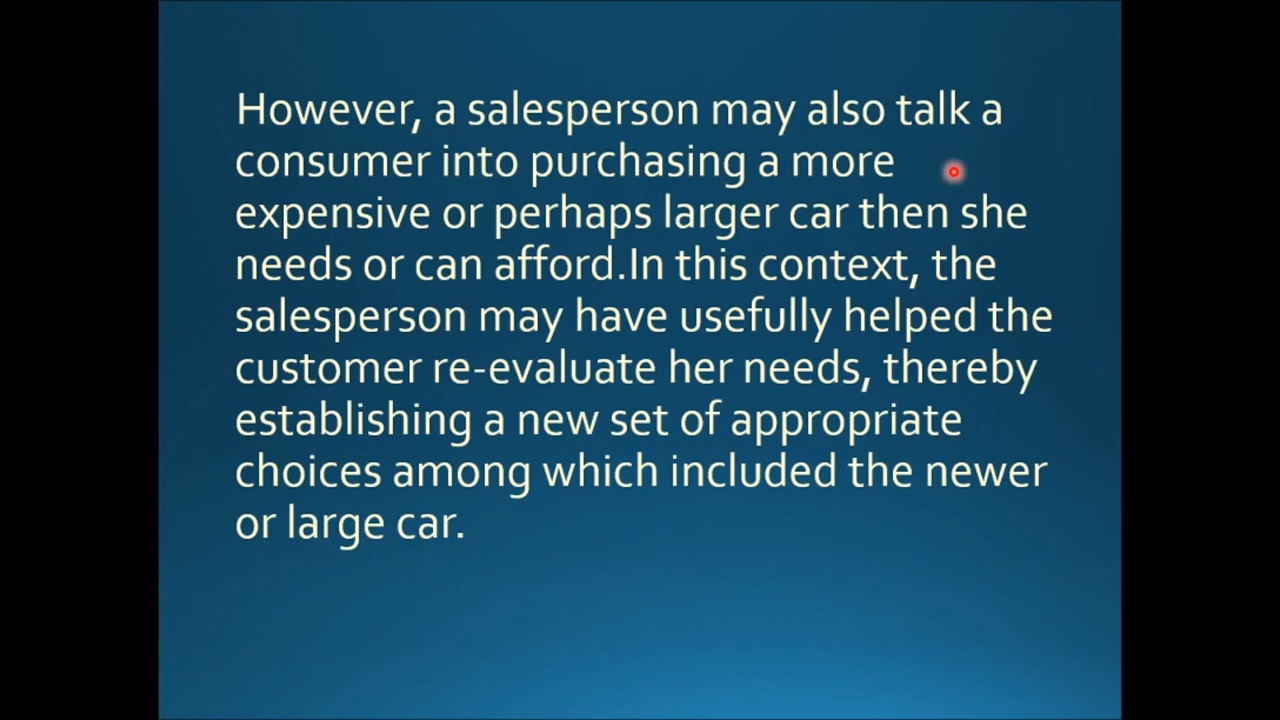 However, a salesperson may also talk a
consumer into purchasing a more
expensive or perhaps larger car then she
needs or can afford.In this context, the
salesperson may have usefully helped the
customer re-evaluate her needs, thereby
establishing a new set of appropriate
choices among which included the newer
or large car.